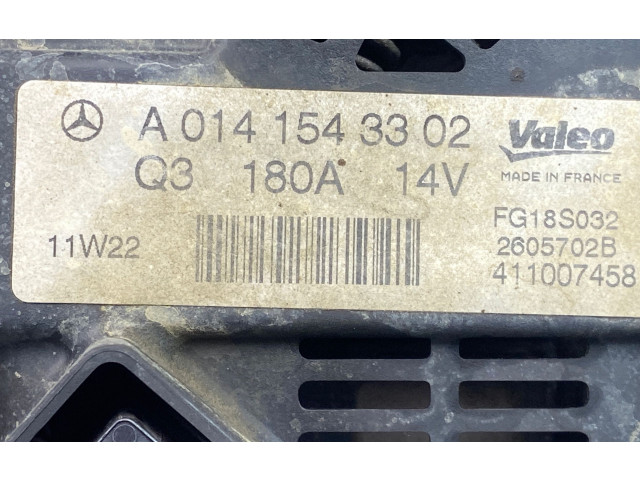 A 014 154 33 02
Q3 180A 14V
11W22
Valeo
MADE IN FRANCE
FG18S032
2605702B
411007458